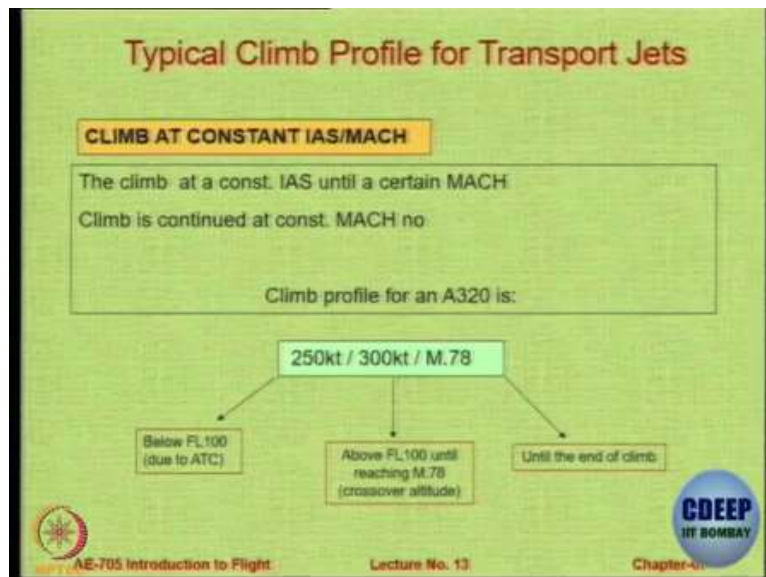 Typical Climb Profile for Transport Jets
CLIMB AT CONSTANT IAS/MACH
The climb at a const. IAS until a certain MACH
Climb is continued at const. MACH no
Climb profile for an A320 is:
250kt / 300kt / M.78
Below FL100
(due to ATC)
Above FL100 until
reaching M.78
(crossover altitude)
Until the end of climb
CDEEP
IIT BOMBAY
NPTEL
AE-705 Introduction to Flight
Lecture No. 13